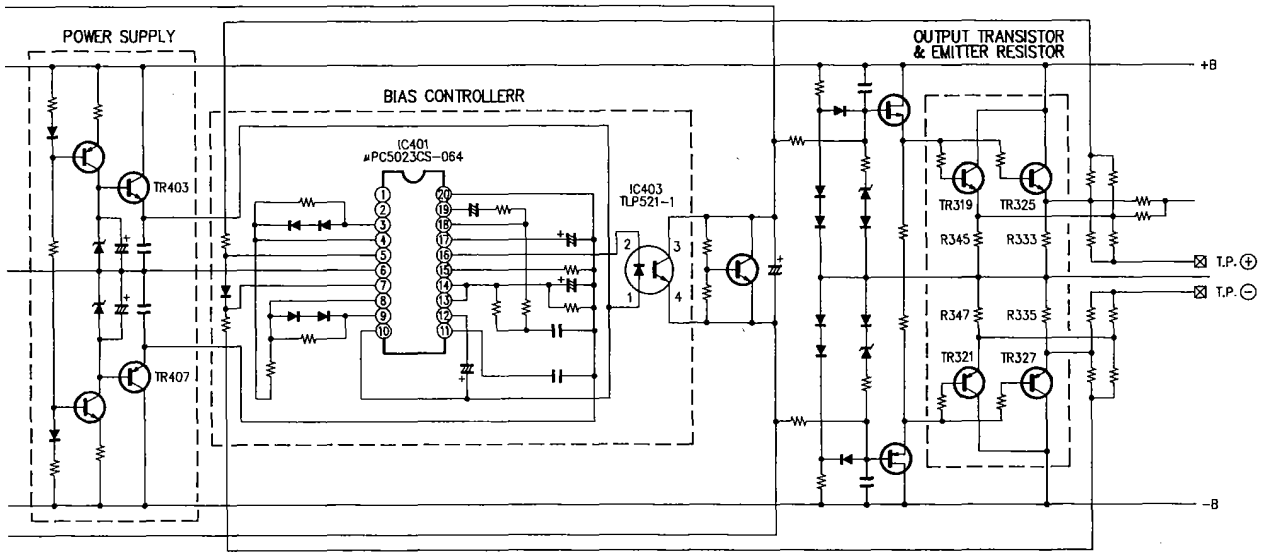 POWER SUPPLY
OUTPUT TRANSISTOR
& EMITTER RESISTOR
+B
BIAS CONTROLLERR
IC401
μPC5023CS-064
IC403
TLP521-1
TR403
TR319
TR325
R345
R333
T.P. ⊕
T.P. ⊖
R347
R335
TR321
TR327
TR407
-B
1
2
3
4
5
6
7
8
9
10
20
19
18
17
16
15
14
13
12
11
2
3
1
4